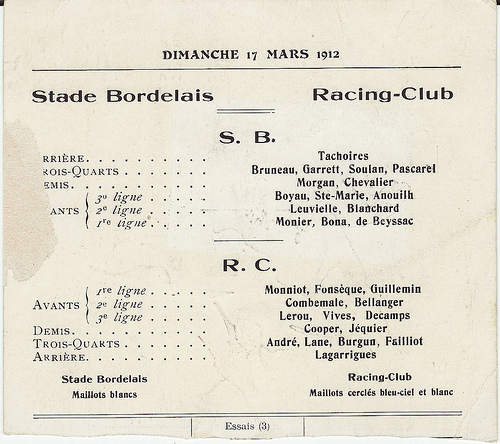 DIMANCHE 17 MARS 1912
Stade Bordelais Racing-Club
S. B.
RRIÈRE. . . . . . . . . . . Tachoires
ROIS-QUARTS . . . . . . . . Bruneau, Garrett, Soulan, Pascarel
EMIS. . . . . . . . . . . . Morgan, Chevalier
3e ligne . . . . . Boyau, Ste-Marie, Anouilh
ANTS 2e ligne . . . . . Leuvielle, Blanchard
1re ligne . . . . . Monier, Bona, de Beyssac
R. C.
1re ligne . . . . . Monniot, Fonsèque, Guillemin
AVANTS 2e ligne . . . . . Combemale, Bellanger
3e ligne . . . . . Lerou, Vives, Decamps
DEMIS. . . . . . . . . . . Cooper, Jéquier
TROIS-QUARTS . . . . . . . . André, Lane, Burgun, Failliot
ARRIÈRE. . . . . . . . . . . Lagarrigues
Stade Bordelais Racing-Club
Maillots blancs Maillots cerclés bleu-ciel et blanc
Essais (3)